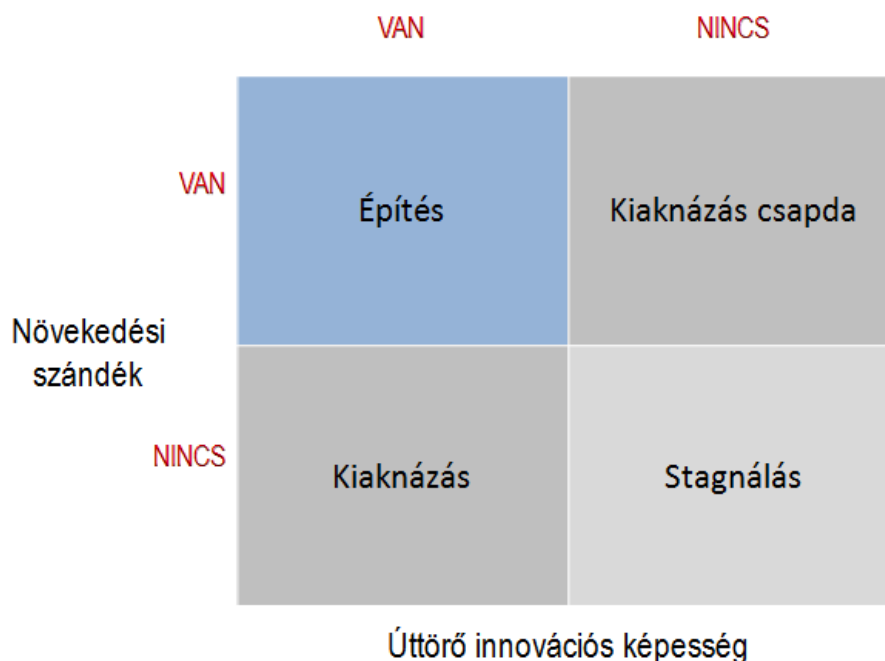 VAN NINCS
VAN
Építés Kiaknázás csapda
Növekedési
szándék
NINCS
Kiaknázás Stagnálás
Úttörő innovációs képesség